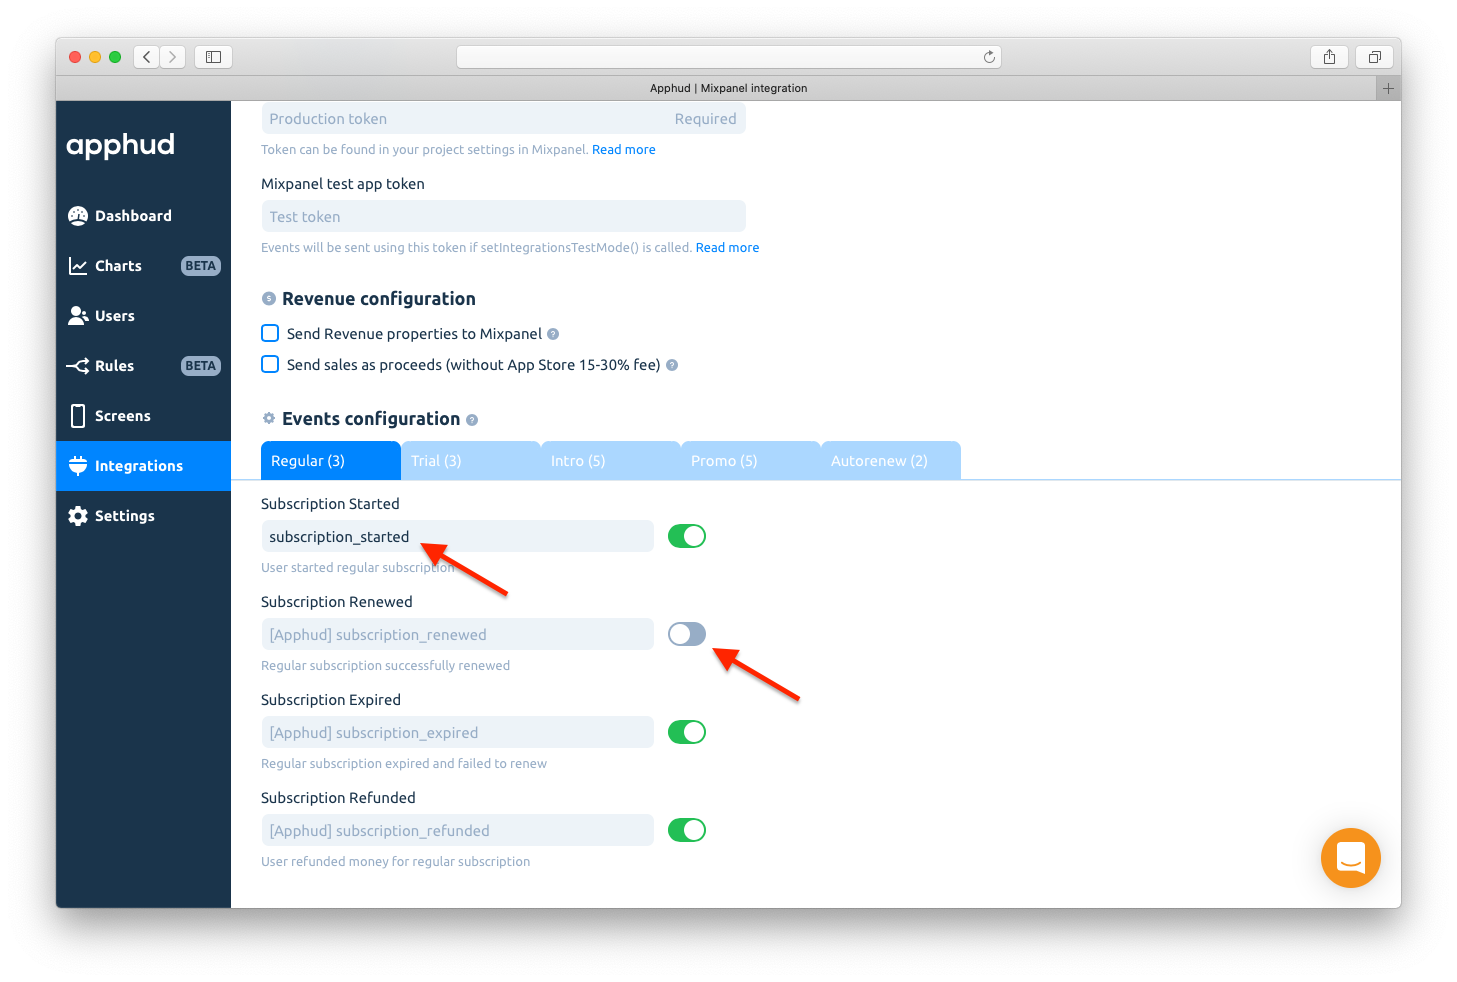 Apphud | Mixpanel integration
apphud
Dashboard
Charts BETA
Users
Rules BETA
Screens
Integrations
Settings
Production token Required
Token can be found in your project settings in Mixpanel. Read more
Mixpanel test app token
Test token
Events will be sent using this token if setIntegrationsTestMode() is called. Read more
Revenue configuration
Send Revenue properties to Mixpanel
Send sales as proceeds (without App Store 15-30% fee)
Events configuration
Regular (3) Trial (3) Intro (5) Promo (5) Autorenew (2)
Subscription Started
subscription_started
User started regular subscription
Subscription Renewed
[Apphud] subscription_renewed
Regular subscription successfully renewed
Subscription Expired
[Apphud] subscription_expired
Regular subscription expired and failed to renew
Subscription Refunded
[Apphud] subscription_refunded
User refunded money for regular subscription